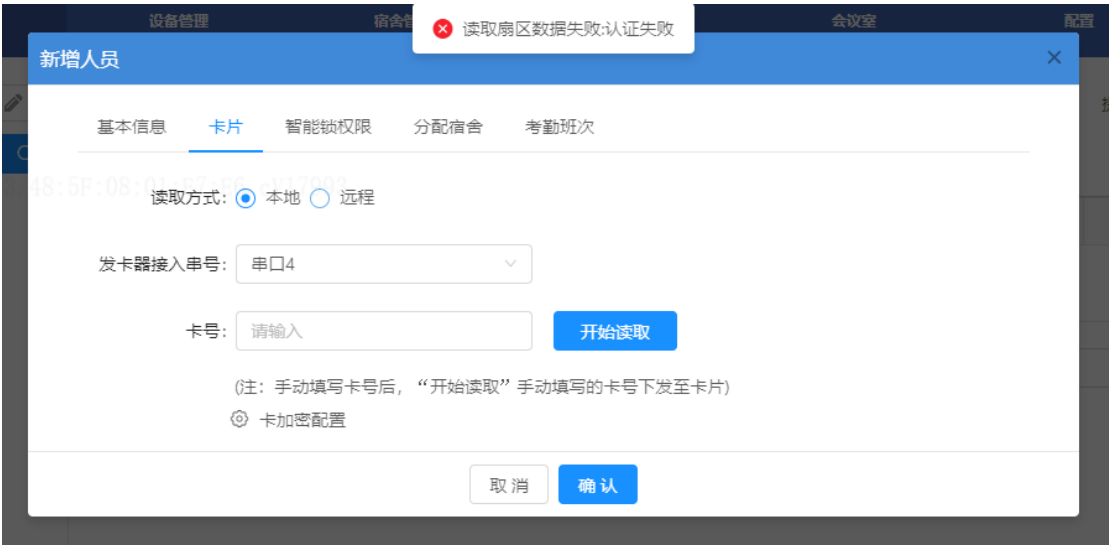 设备管理 宿舍管 会议室 配置
读取扇区数据失败:认证失败
新增人员
基本信息 卡片 智能锁权限 分配宿舍 考勤班次
读取方式: 本地 远程
发卡器接入串号: 串口4
卡号: 请输入 开始读取
(注: 手动填写卡号后, “开始读取”手动填写的卡号下发至卡片)
卡加密配置
取 消 确 认